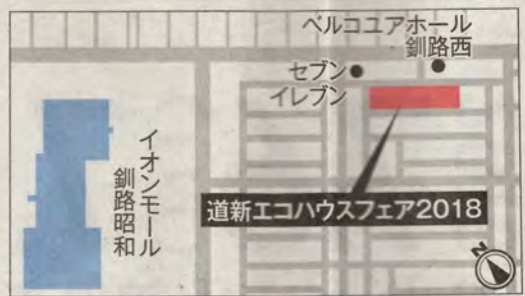 ベルコユアホール
釧路西
セブン
イレブン
イオンモール
釧路昭和
道新エコハウスフェア2018
N